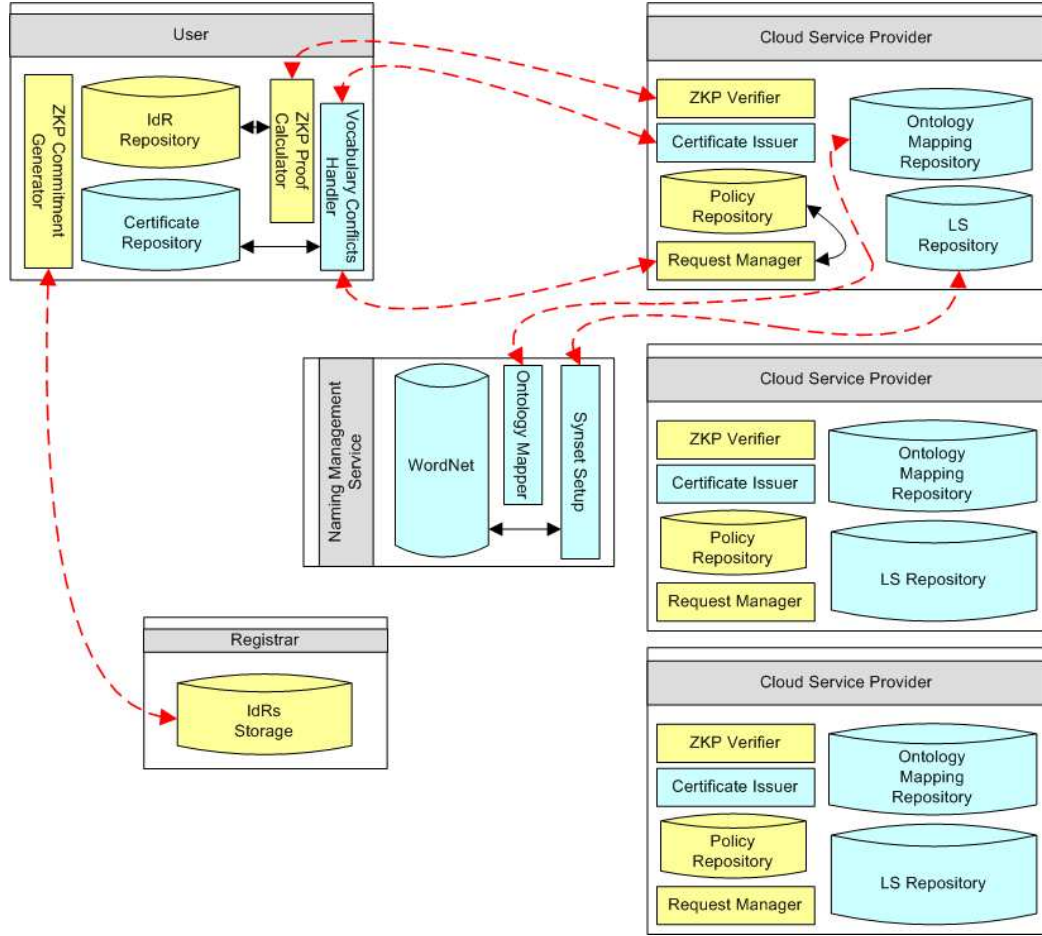 User
ZKP Commitment
Generator
IdR
Repository
Certificate
Repository
ZKP Proof
Calculator
Vocabulary Conflicts
Handler
Cloud Service Provider
ZKP Verifier
Certificate Issuer
Policy
Repository
Request Manager
Ontology
Mapping
Repository
LS
Repository
Naming Management
Service
WordNet
Ontology Mapper
Synset Setup
Cloud Service Provider
ZKP Verifier
Certificate Issuer
Policy
Repository
Request Manager
Ontology
Mapping
Repository
LS Repository
Registrar
IdRs
Storage
Cloud Service Provider
ZKP Verifier
Certificate Issuer
Policy
Repository
Request Manager
Ontology
Mapping
Repository
LS Repository